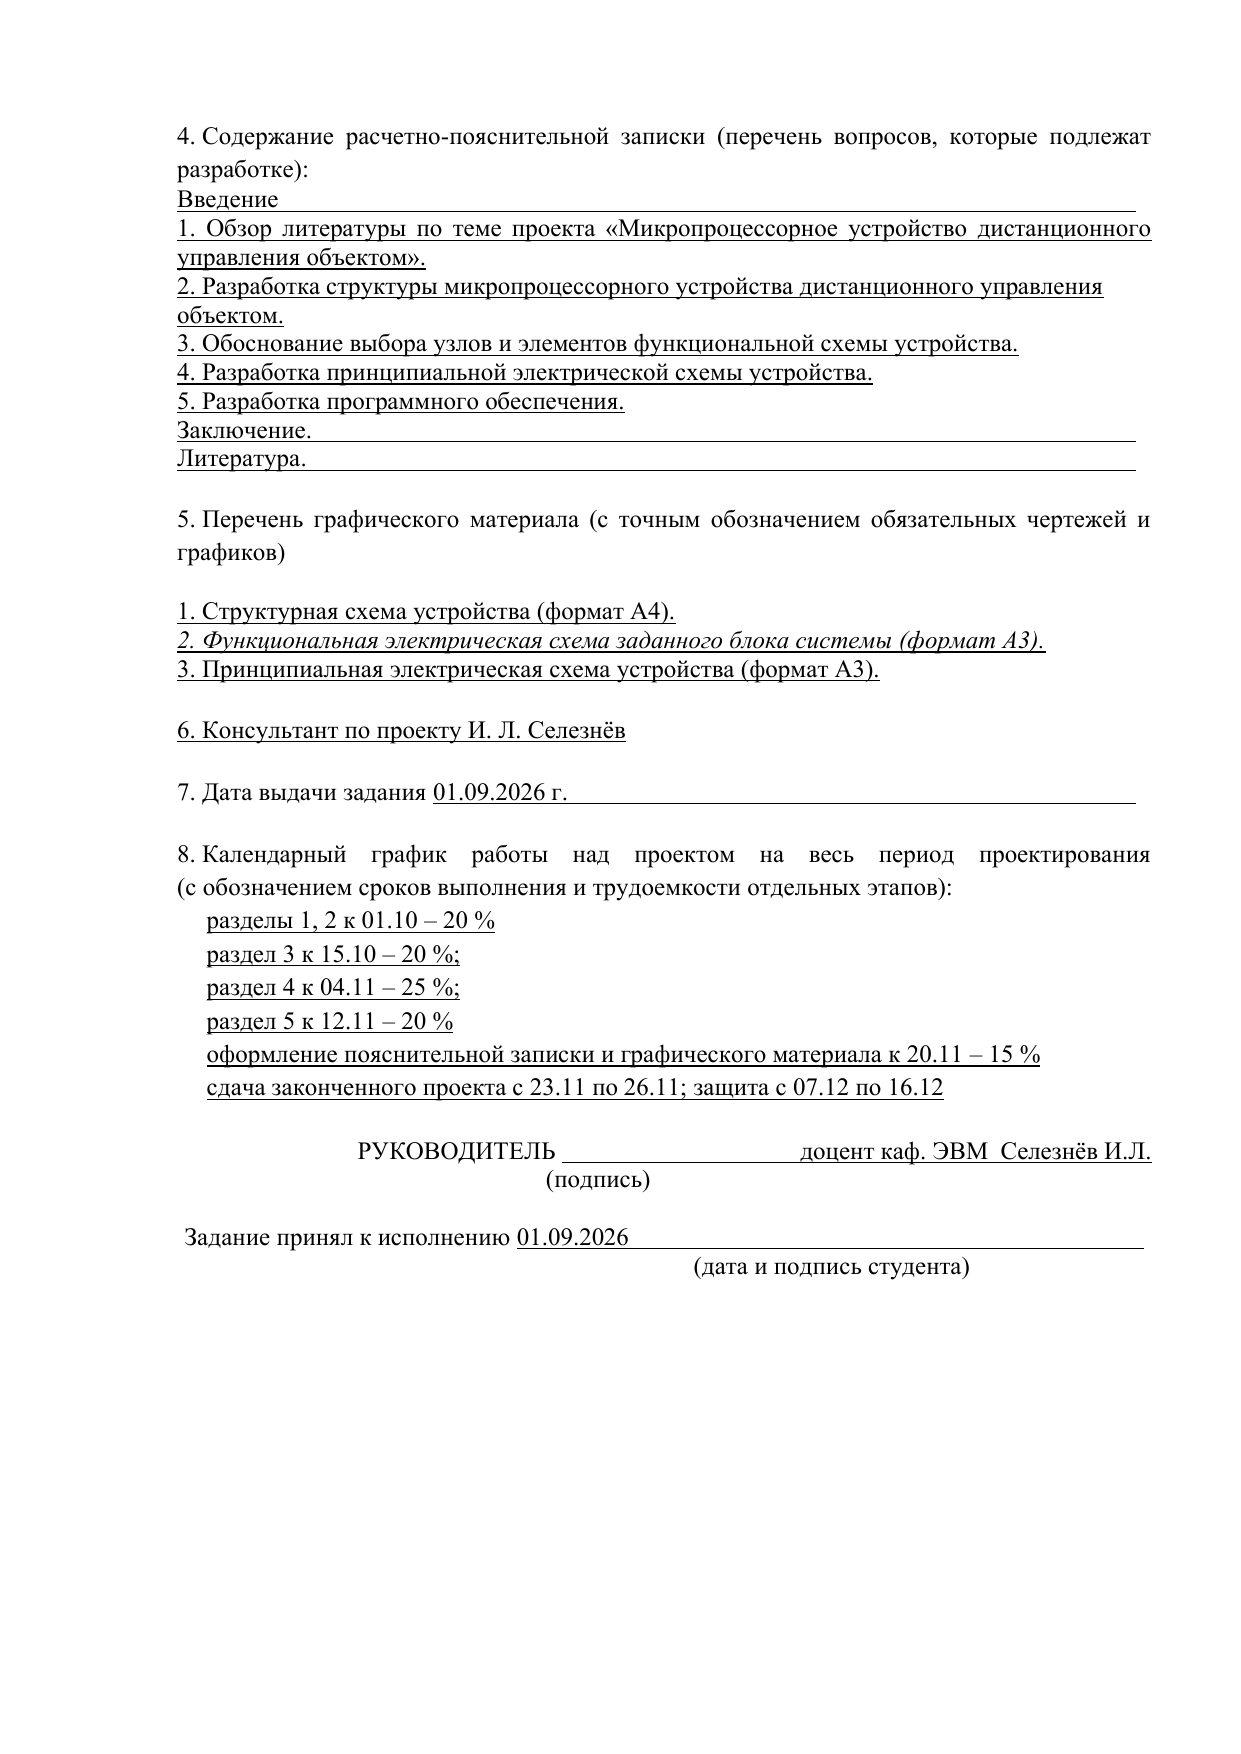 4. Содержание расчетно-пояснительной записки (перечень вопросов, которые подлежат
разработке):
Введение
1. Обзор литературы по теме проекта «Микропроцессорное устройство дистанционного
управления объектом».
2. Разработка структуры микропроцессорного устройства дистанционного управления
объектом.
3. Обоснование выбора узлов и элементов функциональной схемы устройства.
4. Разработка принципиальной электрической схемы устройства.
5. Разработка программного обеспечения.
Заключение.
Литература.
5. Перечень графического материала (с точным обозначением обязательных чертежей и
графиков)
1. Структурная схема устройства (формат А4).
2. Функциональная электрическая схема заданного блока системы (формат А3).
3. Принципиальная электрическая схема устройства (формат А3).
6. Консультант по проекту И. Л. Селезнёв
7. Дата выдачи задания 01.09.2026 г.
8. Календарный график работы над проектом на весь период проектирования
(с обозначением сроков выполнения и трудоемкости отдельных этапов):
разделы 1, 2 к 01.10 – 20 %
раздел 3 к 15.10 – 20 %;
раздел 4 к 04.11 – 25 %;
раздел 5 к 12.11 – 20 %
оформление пояснительной записки и графического материала к 20.11 – 15 %
сдача законченного проекта с 23.11 по 26.11; защита с 07.12 по 16.12
РУКОВОДИТЕЛЬ доцент каф. ЭВМ Селезнёв И.Л.
(подпись)
Задание принял к исполнению 01.09.2026
(дата и подпись студента)